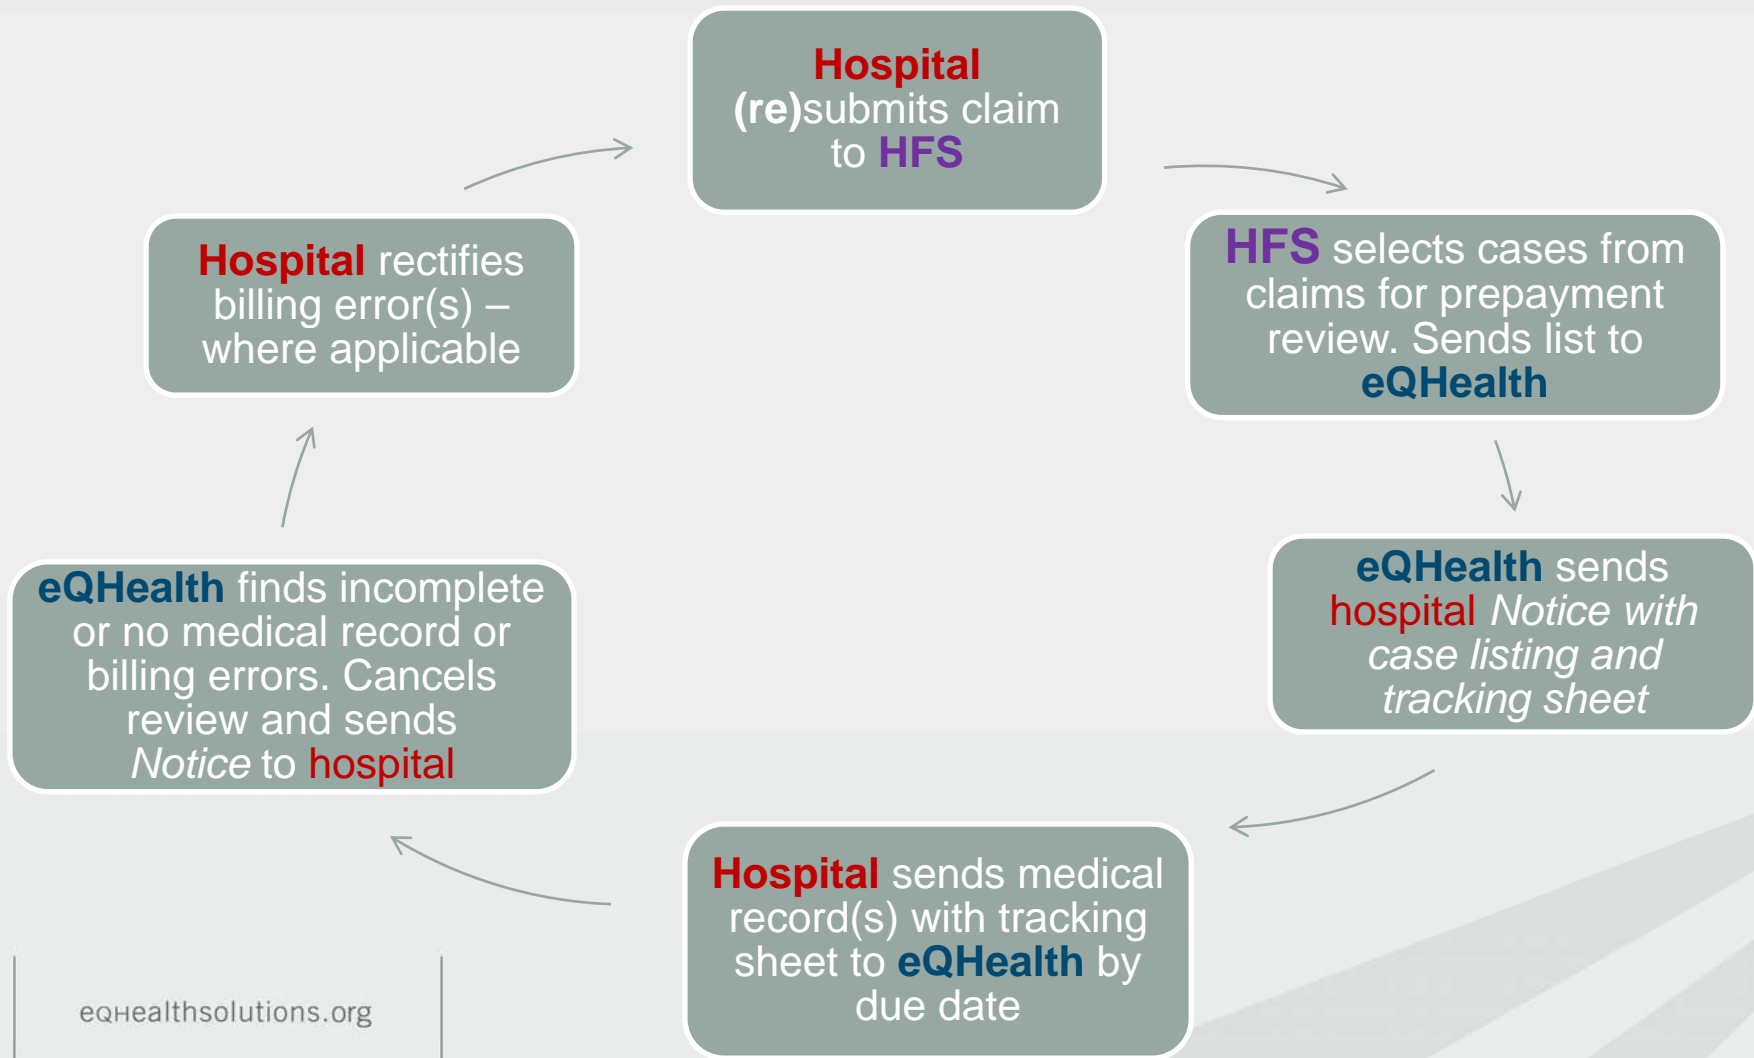 Hospital
(re)submits claim
to HFS
HFS selects cases from
claims for prepayment
review. Sends list to
eQHealth
eQHealth sends
hospital Notice with
case listing and
tracking sheet
Hospital sends medical
record(s) with tracking
sheet to eQHealth by
due date
eQHealth finds incomplete
or no medical record or
billing errors. Cancels
review and sends
Notice to hospital
Hospital rectifies
billing error(s) –
where applicable
eQHealthsolutions.org